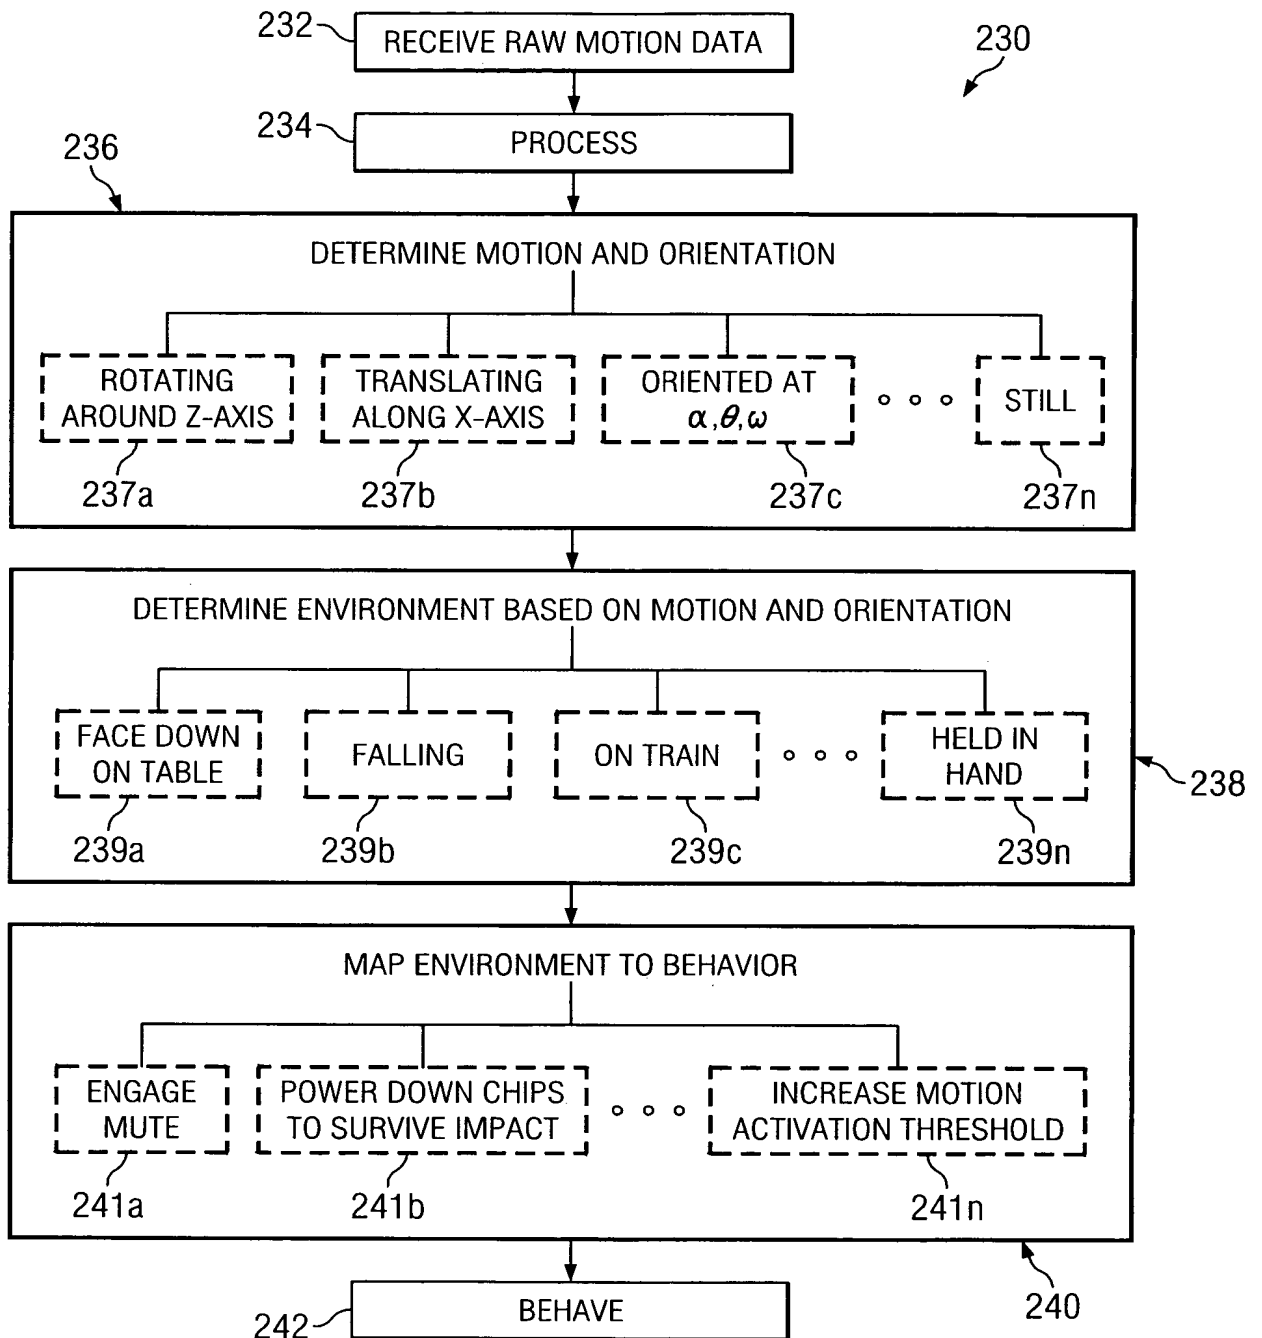 232
RECEIVE RAW MOTION DATA
230
234
PROCESS
236
DETERMINE MOTION AND ORIENTATION
ROTATING
AROUND Z-AXIS
TRANSLATING
ALONG X-AXIS
ORIENTED AT
α,θ,ω
STILL
237a
237b
237c
237n
DETERMINE ENVIRONMENT BASED ON MOTION AND ORIENTATION
FACE DOWN
ON TABLE
FALLING
ON TRAIN
HELD IN
HAND
238
239a
239b
239c
239n
MAP ENVIRONMENT TO BEHAVIOR
ENGAGE
MUTE
POWER DOWN CHIPS
TO SURVIVE IMPACT
INCREASE MOTION
ACTIVATION THRESHOLD
241a
241b
241n
240
242
BEHAVE